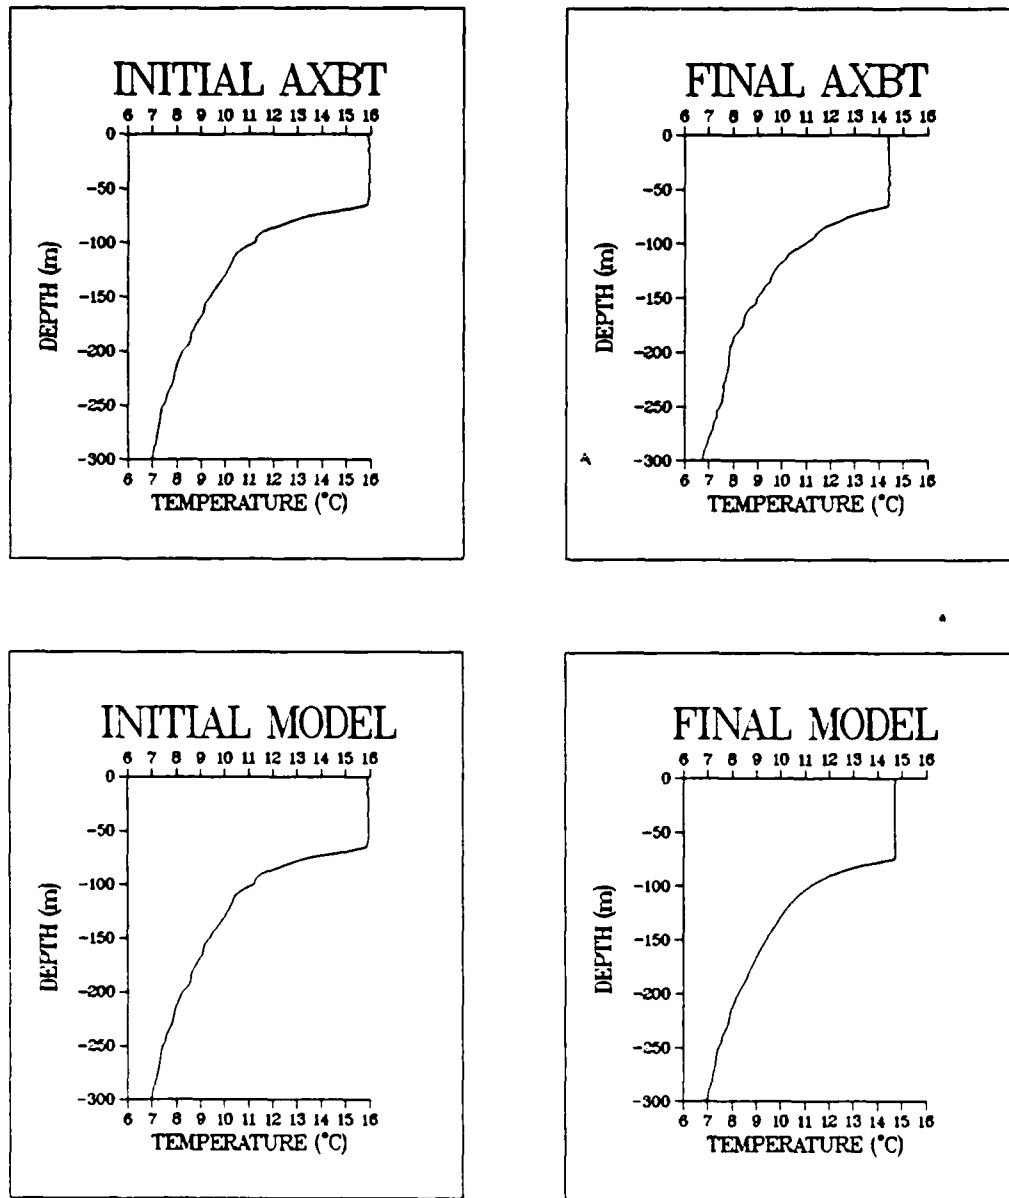 INITIAL AXBT
6 7 8 9 10 11 12 13 14 15 16
0
-50
-100
-150
-200
-250
-300
DEPTH (m)
6 7 8 9 10 11 12 13 14 15 16
TEMPERATURE (°C)
FINAL AXBT
6 7 8 9 10 11 12 13 14 15 16
0
-50
-100
-150
-200
-250
-300
DEPTH (m)
6 7 8 9 10 11 12 13 14 15 16
TEMPERATURE (°C)
INITIAL MODEL
6 7 8 9 10 11 12 13 14 15 16
0
-50
-100
-150
-200
-250
-300
DEPTH (m)
6 7 8 9 10 11 12 13 14 15 16
TEMPERATURE (°C)
FINAL MODEL
6 7 8 9 10 11 12 13 14 15 16
0
-50
-100
-150
-200
-250
-300
DEPTH (m)
6 7 8 9 10 11 12 13 14 15 16
TEMPERATURE (°C)